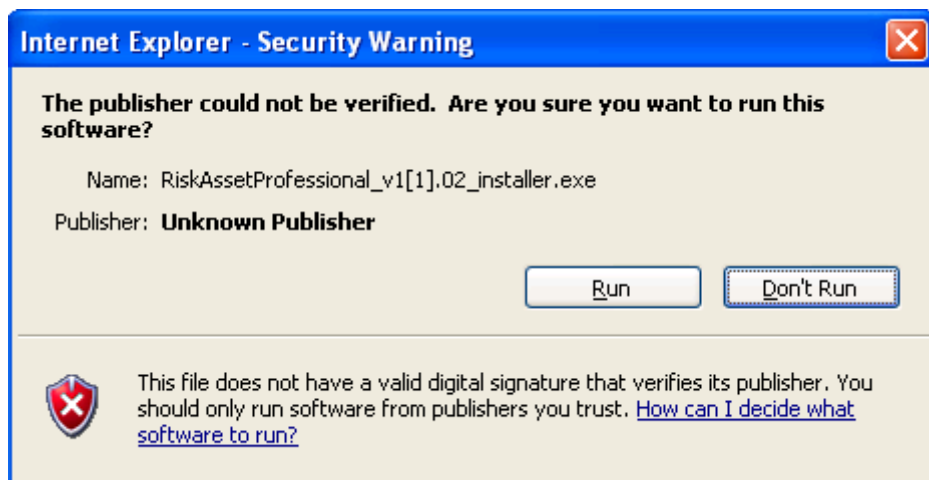 Internet Explorer - Security Warning
The publisher could not be verified.  Are you sure you want to run this
software?
Name: RiskAssetProfessional_v1[1].02_installer.exe
Publisher: Unknown Publisher
Run Don't Run
This file does not have a valid digital signature that verifies its publisher. You
should only run software from publishers you trust. How can I decide what
software to run?